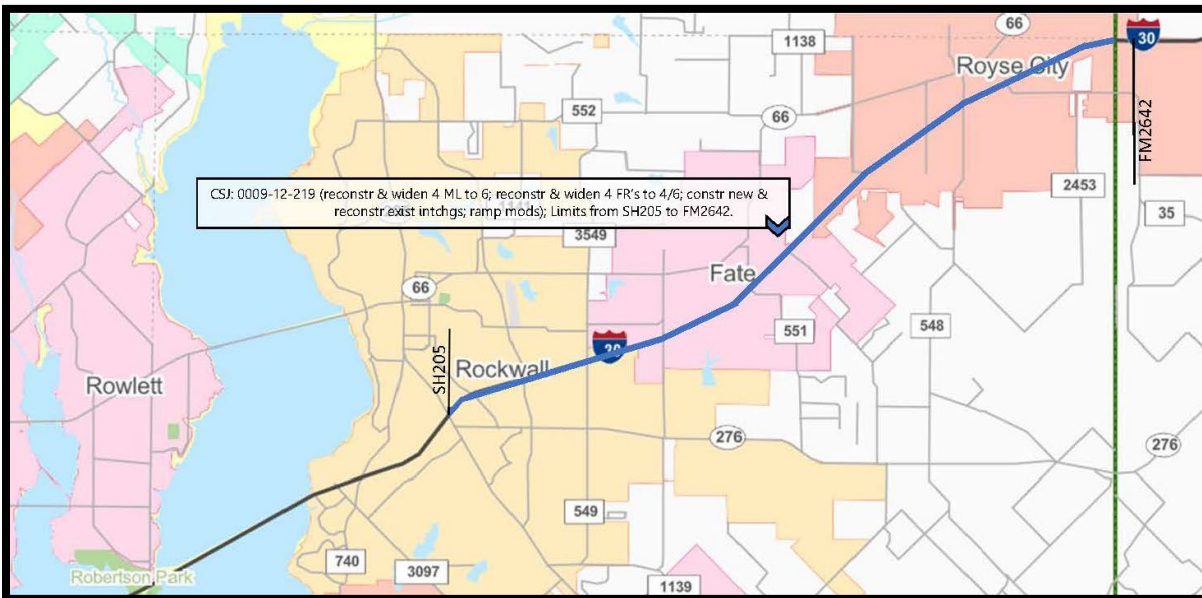 66
30
1138
Royse City
552
66
FM2642
2453
CSJ: 0009-12-219 (reconstr & widen 4 ML to 6; reconstr & widen 4 FR's to 4/6; constr new &
reconstr exist intchgs; ramp mods); Limits from SH205 to FM2642.
35
3549
Fate
66
551
548
30
SH205
Rockwall
Rowlett
276
276
549
740
3097
Robertson Park
1139